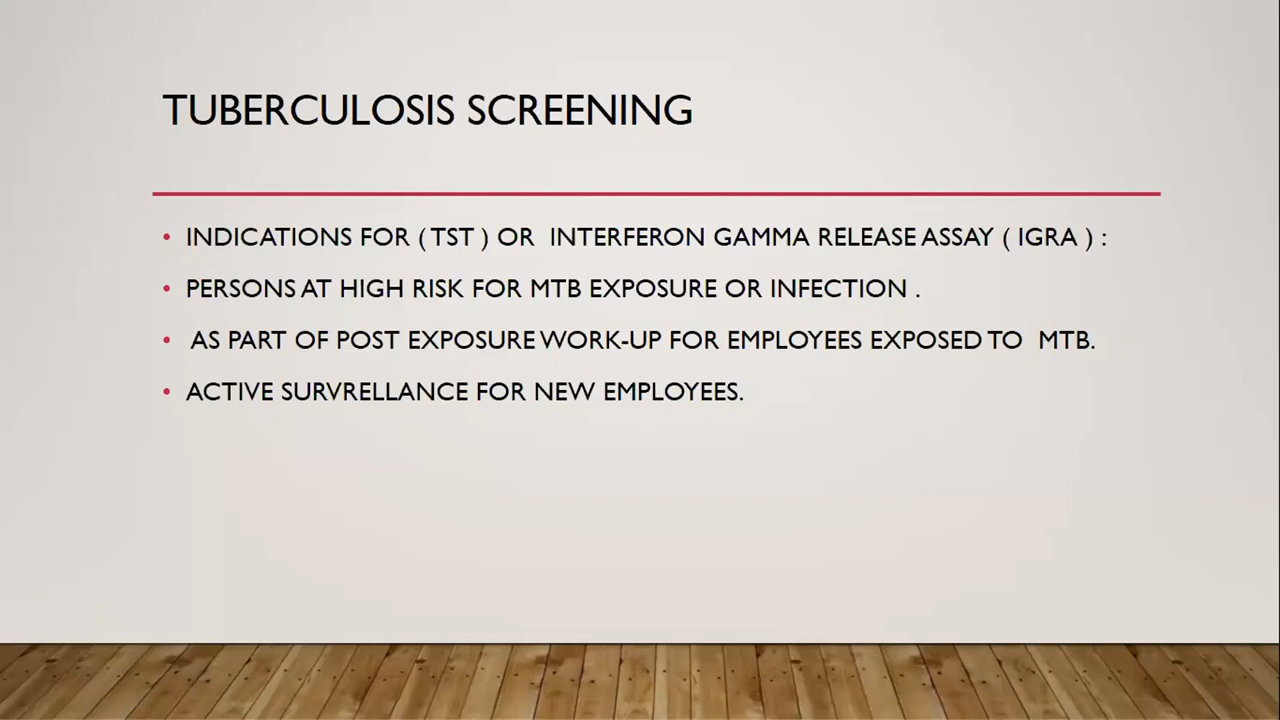 TUBERCULOSIS SCREENING
• INDICATIONS FOR ( TST ) OR INTERFERON GAMMA RELEASE ASSAY ( IGRA ) :
• PERSONS AT HIGH RISK FOR MTB EXPOSURE OR INFECTION .
• AS PART OF POST EXPOSURE WORK-UP FOR EMPLOYEES EXPOSED TO MTB.
• ACTIVE SURVRELLANCE FOR NEW EMPLOYEES.